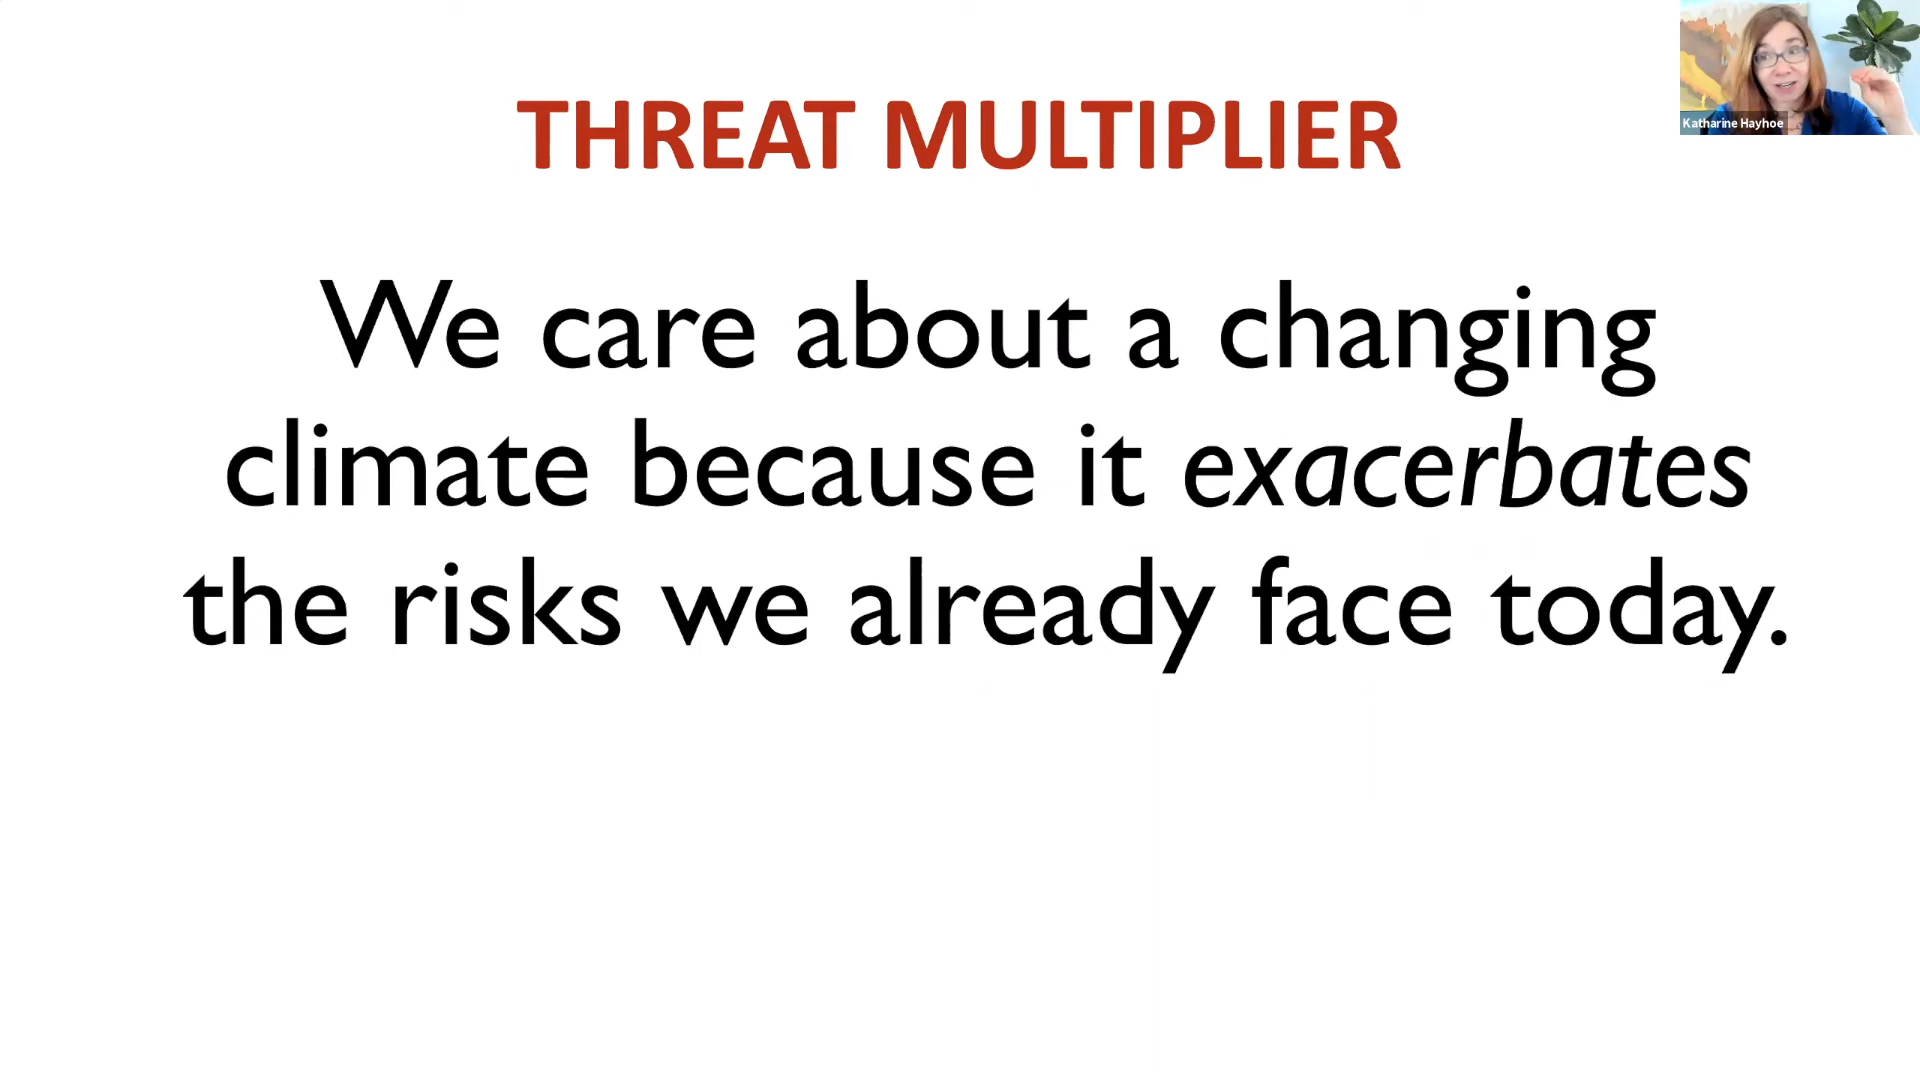 THREAT MULTIPLIER
We care about a changing
climate because it exacerbates
the risks we already face today.
Katharine Hayhoe